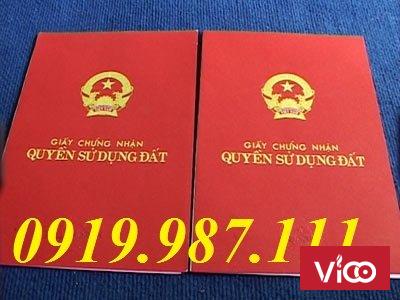 GIẤY CHỨNG NHẬN
QUYỀN SỬ DỤNG ĐẤT
GIẤY CHỨNG NHẬN
QUYỀN SỬ DỤNG ĐẤT
0919.987.111
vico